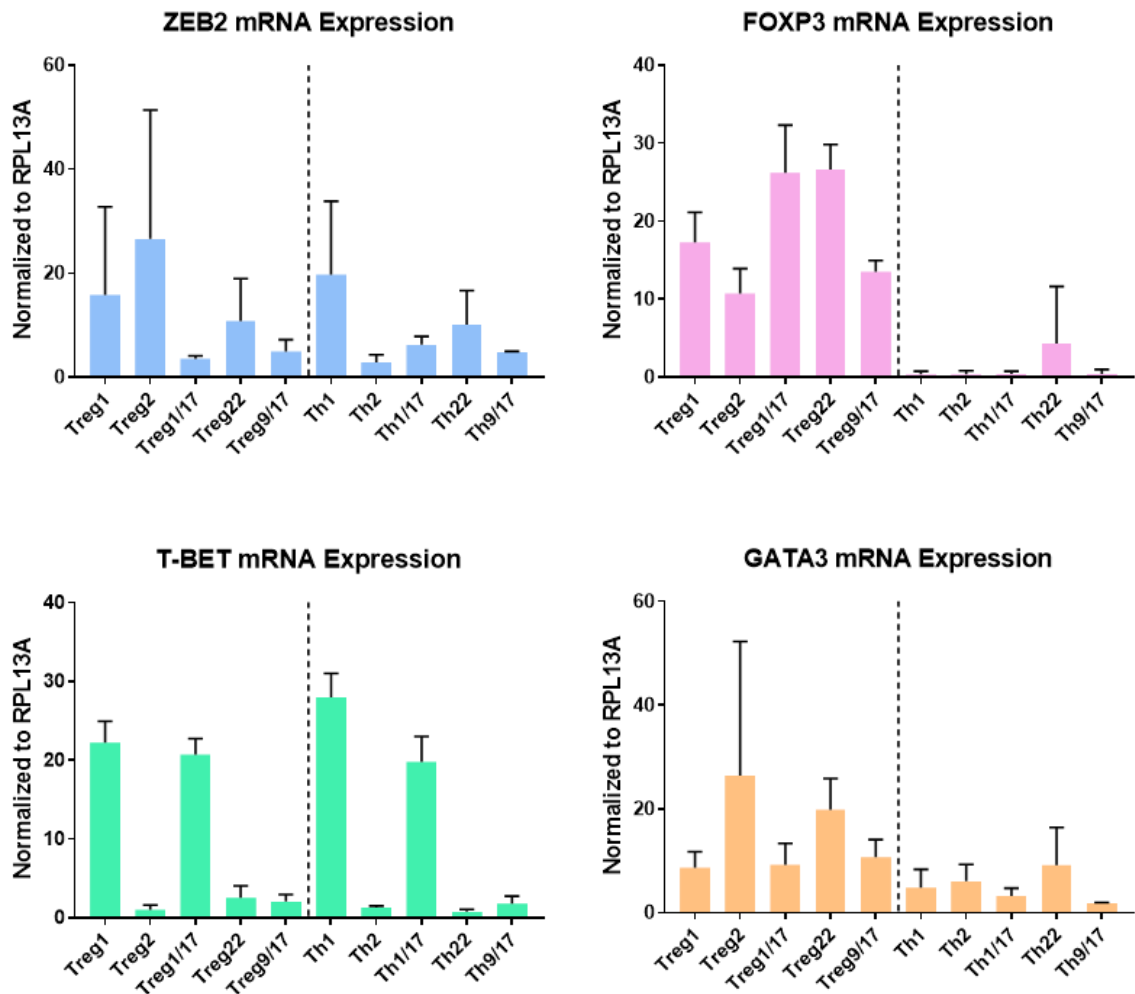 ZEB2 mRNA Expression
Normalized to RPL13A
60
40
20
0
Treg1
Treg2
Treg1/17
Treg22
Treg9/17
Th1
Th2
Th1/17
Th22
Th9/17
FOXP3 mRNA Expression
Normalized to RPL13A
40
30
20
10
0
Treg1
Treg2
Treg1/17
Treg22
Treg9/17
Th1
Th2
Th1/17
Th22
Th9/17
T-BET mRNA Expression
Normalized to RPL13A
40
30
20
10
0
Treg1
Treg2
Treg1/17
Treg22
Treg9/17
Th1
Th2
Th1/17
Th22
Th9/17
GATA3 mRNA Expression
Normalized to RPL13A
60
40
20
0
Treg1
Treg2
Treg1/17
Treg22
Treg9/17
Th1
Th2
Th1/17
Th22
Th9/17